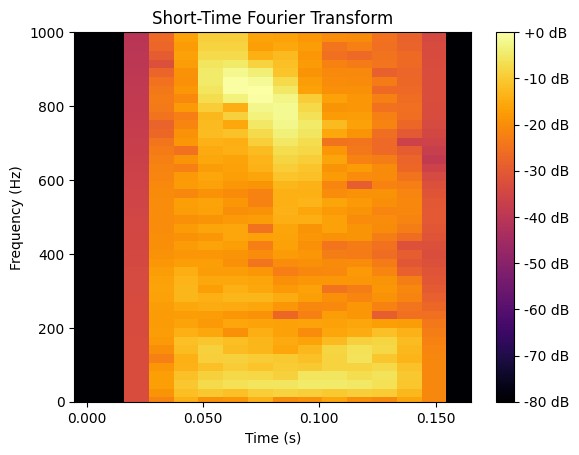 Short-Time Fourier Transform
Frequency (Hz)
1000
800
600
400
200
0
0.000
0.050
0.100
0.150
Time (s)
+0 dB
-10 dB
-20 dB
-30 dB
-40 dB
-50 dB
-60 dB
-70 dB
-80 dB